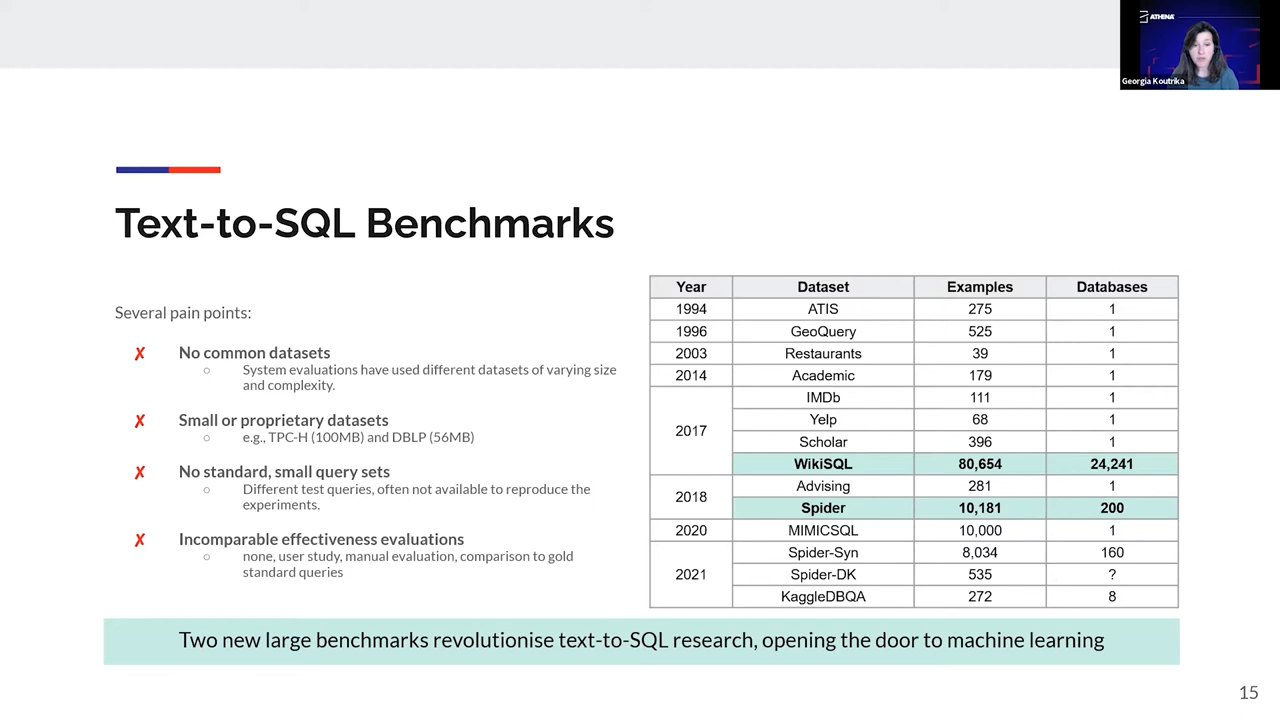 ATHENA
Georgia Koutrika
Text-to-SQL Benchmarks
Several pain points:
✗ No common datasets
○ System evaluations have used different datasets of varying size
and complexity.
✗ Small or proprietary datasets
○ e.g., TPC-H (100MB) and DBLP (56MB)
✗ No standard, small query sets
○ Different test queries, often not available to reproduce the
experiments.
✗ Incomparable effectiveness evaluations
○ none, user study, manual evaluation, comparison to gold
standard queries
Year Dataset Examples Databases
1994 ATIS 275 1
1996 GeoQuery 525 1
2003 Restaurants 39 1
2014 Academic 179 1
2017 IMDb 111 1
Yelp 68 1
Scholar 396 1
WikiSQL 80,654 24,241
2018 Advising 281 1
Spider 10,181 200
2020 MIMICSQL 10,000 1
2021 Spider-Syn 8,034 160
Spider-DK 535 ?
KaggleDBQA 272 8
Two new large benchmarks revolutionise text-to-SQL research, opening the door to machine learning
15